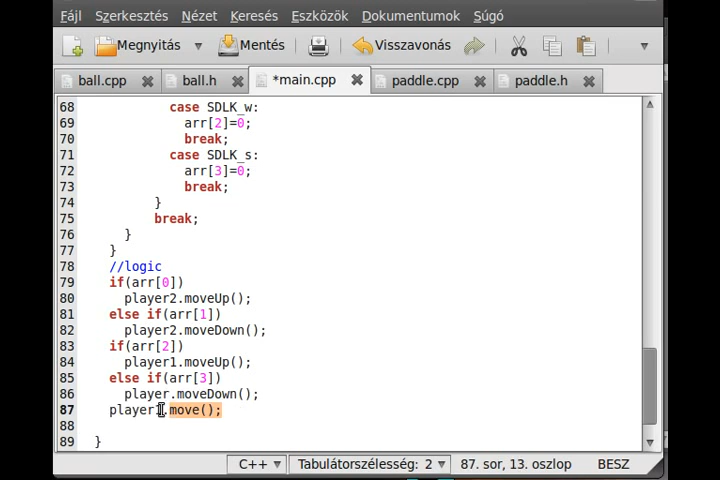 Fájl Szerkesztés Nézet Keresés Eszközök Dokumentumok Súgó
Megnyitás Mentés Visszavonás
ball.cpp ball.h *main.cpp paddle.cpp paddle.h
68 case SDLK_w:
69 arr[2]=0;
70 break;
71 case SDLK_s:
72 arr[3]=0;
73 break;
74 }
75 break;
76 }
77 }
78 //logic
79 if(arr[0])
80 player2.moveUp();
81 else if(arr[1])
82 player2.moveDown();
83 if(arr[2])
84 player1.moveUp();
85 else if(arr[3])
86 player.moveDown();
87 player1.move();
88
89 }
C++ Tabulátorszélesség: 2 87. sor, 13. oszlop BESZ